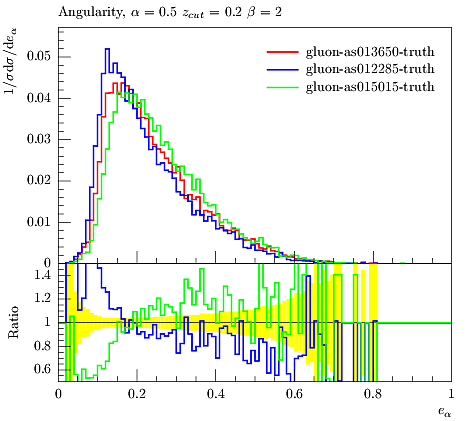 Angularity, α = 0.5 z_cut = 0.2 β = 2
1/σ dσ/de_α
gluon-as013650-truth
gluon-as012285-truth
gluon-as015015-truth
0.05
0.04
0.03
0.02
0.01
0
Ratio
1.4
1.2
1
0.8
0.6
0 0.2 0.4 0.6 0.8 1
e_α